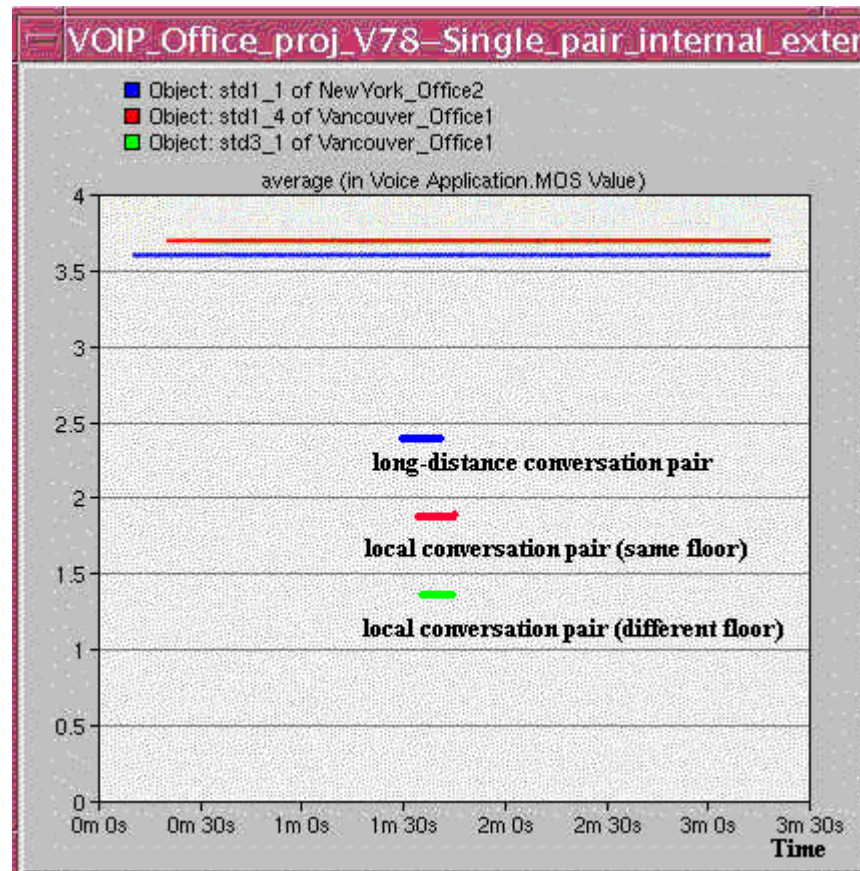 VOIP_Office_proj_V78–Single_pair_internal_exter
Object: std1_1 of NewYork_Office2
Object: std1_4 of Vancouver_Office1
Object: std3_1 of Vancouver_Office1
average (in Voice Application.MOS Value)
4
3.5
3
2.5
long-distance conversation pair
2
local conversation pair (same floor)
1.5
local conversation pair (different floor)
1
0.5
0
0m 0s 0m 30s 1m 0s 1m 30s 2m 0s 2m 30s 3m 0s 3m 30s
Time